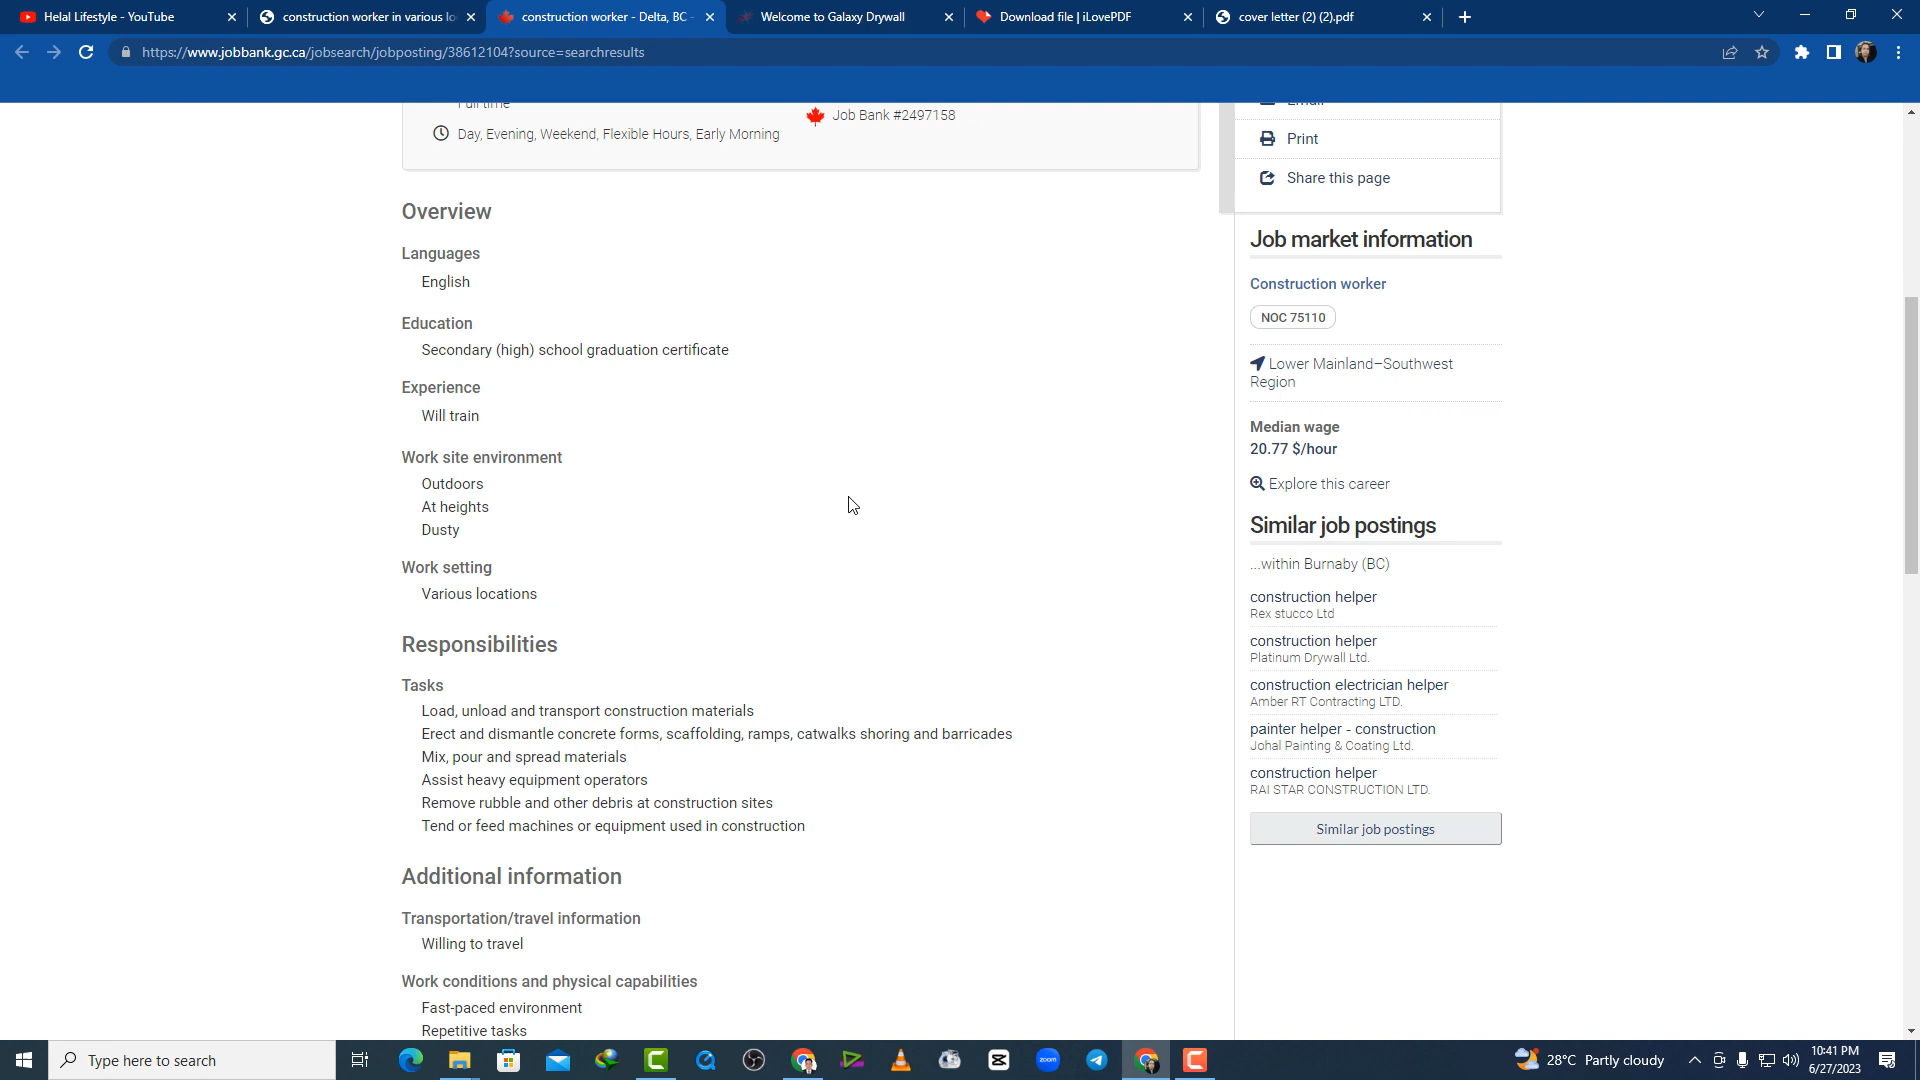 Helal Lifestyle - YouTube
construction worker in various lo
construction worker - Delta, BC -
Welcome to Galaxy Drywall
Download file | iLovePDF
cover letter (2) (2).pdf
https://www.jobbank.gc.ca/jobsearch/jobposting/38612104?source=searchresults
Full time
Job Bank #2497158
Day, Evening, Weekend, Flexible Hours, Early Morning
Email
Print
Share this page
Overview
Languages
English
Education
Secondary (high) school graduation certificate
Experience
Will train
Work site environment
Outdoors
At heights
Dusty
Work setting
Various locations
Responsibilities
Tasks
Load, unload and transport construction materials
Erect and dismantle concrete forms, scaffolding, ramps, catwalks shoring and barricades
Mix, pour and spread materials
Assist heavy equipment operators
Remove rubble and other debris at construction sites
Tend or feed machines or equipment used in construction
Additional information
Transportation/travel information
Willing to travel
Work conditions and physical capabilities
Fast-paced environment
Repetitive tasks
Job market information
Construction worker
NOC 75110
Lower Mainland–Southwest
Region
Median wage
20.77 $/hour
Explore this career
Similar job postings
...within Burnaby (BC)
construction helper
Rex stucco Ltd
construction helper
Platinum Drywall Ltd.
construction electrician helper
Amber RT Contracting LTD.
painter helper - construction
Johal Painting & Coating Ltd.
construction helper
RAI STAR CONSTRUCTION LTD.
Similar job postings
Type here to search
zoom
28°C Partly cloudy
10:41 PM
6/27/2023